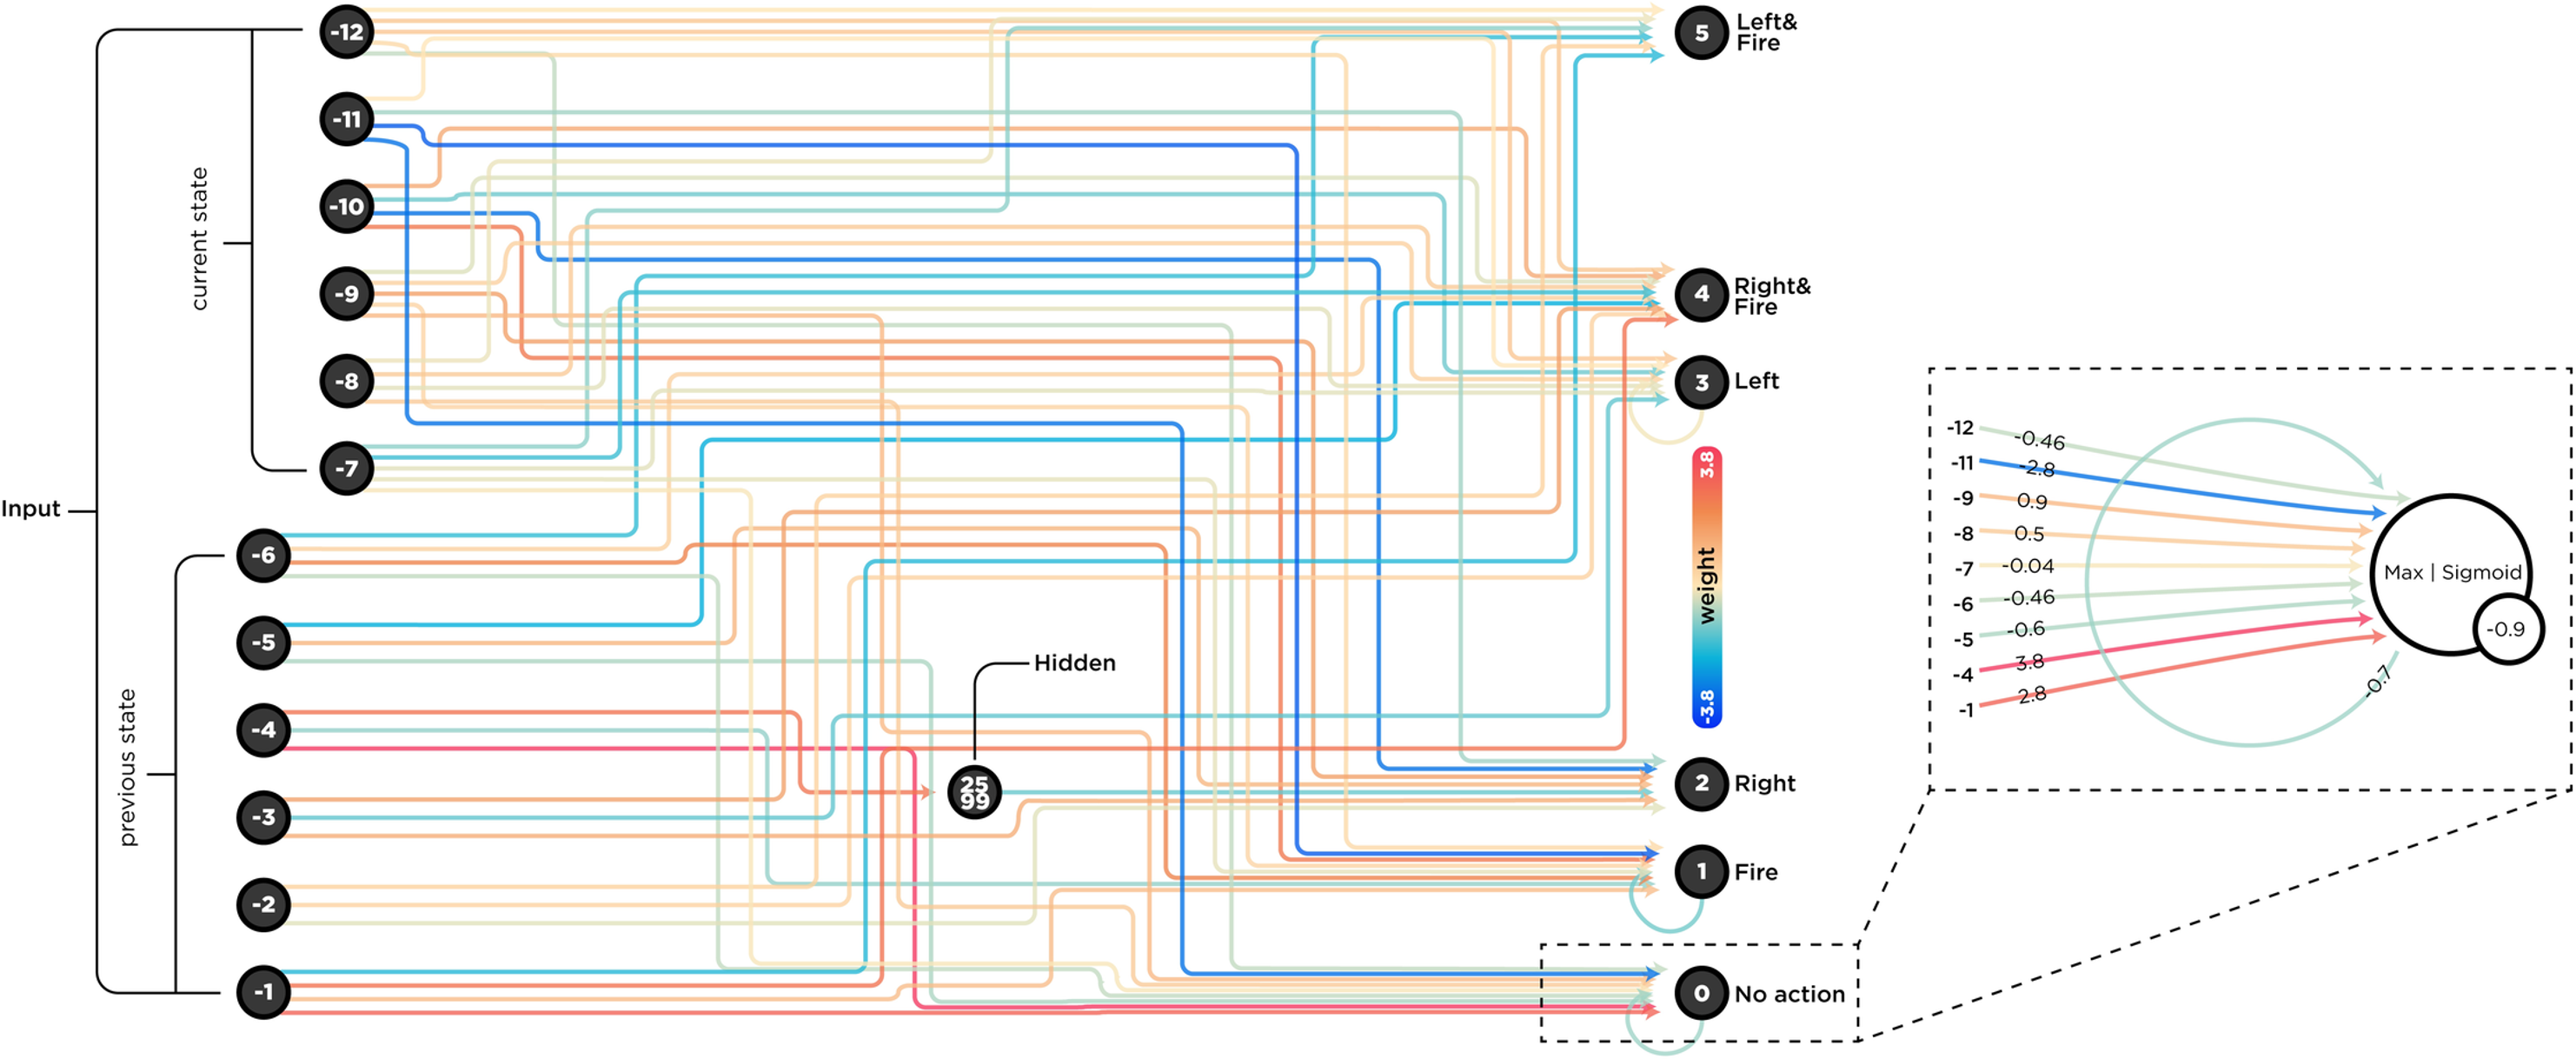 Input
current state
previous state
-12
-11
-10
-9
-8
-7
-6
-5
-4
-3
-2
-1
Hidden
25
99
5
Left&
Fire
4
Right&
Fire
3
Left
3.8
weight
-3.8
2
Right
1
Fire
0
No action
-12 -0.46
-11 -2.8
-9 0.9
-8 0.5
-7 -0.04
-6 -0.46
-5 -0.6
-4 3.8
-1 2.8
-0.7
Max | Sigmoid
-0.9